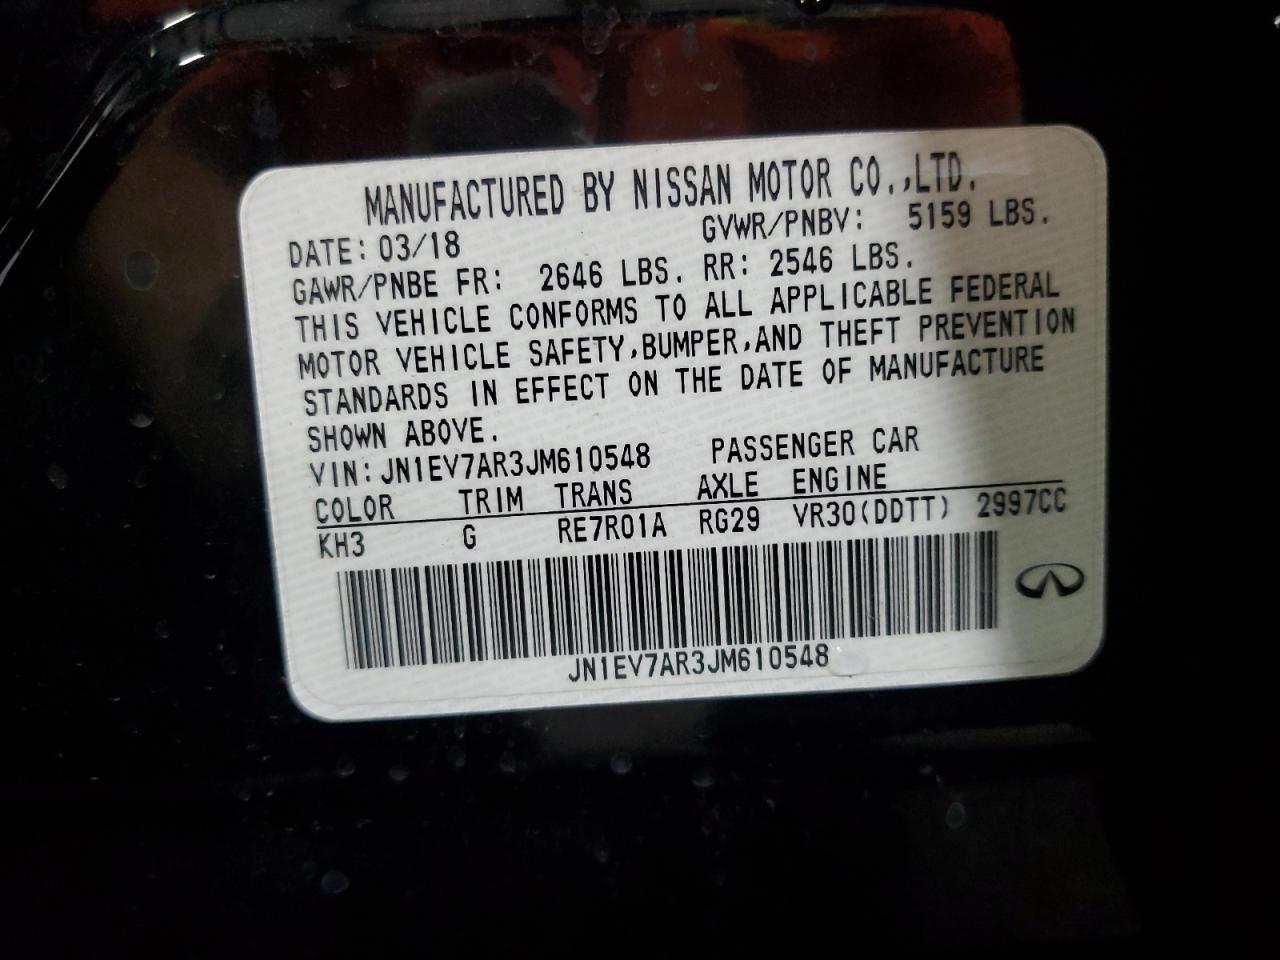 MANUFACTURED BY NISSAN MOTOR CO.,LTD.
DATE: 03/18 GVWR/PNBV: 5159 LBS.
GAWR/PNBE FR: 2646 LBS. RR: 2546 LBS.
THIS VEHICLE CONFORMS TO ALL APPLICABLE FEDERAL
MOTOR VEHICLE SAFETY,BUMPER,AND THEFT PREVENTION
STANDARDS IN EFFECT ON THE DATE OF MANUFACTURE
SHOWN ABOVE.
VIN: JN1EV7AR3JM610548 PASSENGER CAR
COLOR TRIM TRANS AXLE ENGINE
KH3 G RE7R01A RG29 VR30(DDTT) 2997CC
JN1EV7AR3JM610548